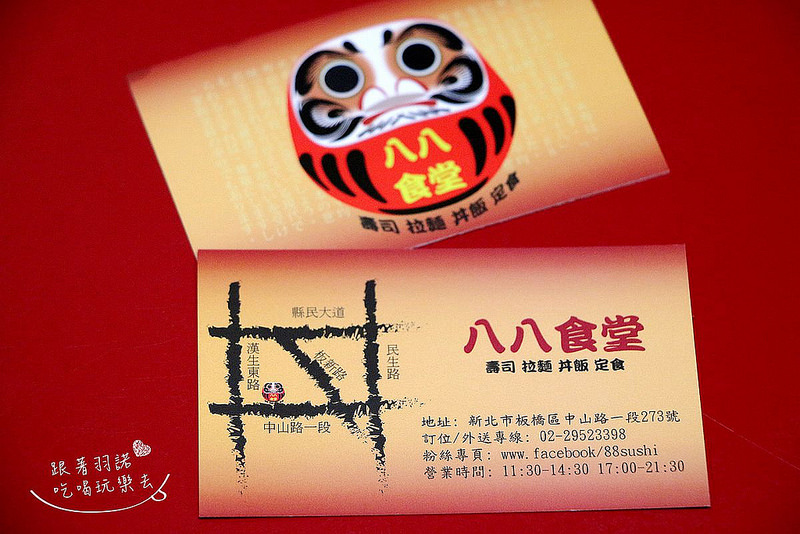 八八
食堂
壽司 拉麵 丼飯 定食
縣民大道
漢生東路
板新路
民生路
中山路一段
八八食堂
壽司 拉麵 丼飯 定食
地址: 新北市板橋區中山路一段273號
訂位/外送專線: 02-29523398
粉絲專頁: www.facebook/88sushi
營業時間: 11:30-14:30 17:00-21:30
跟著羽諾
吃喝玩樂去